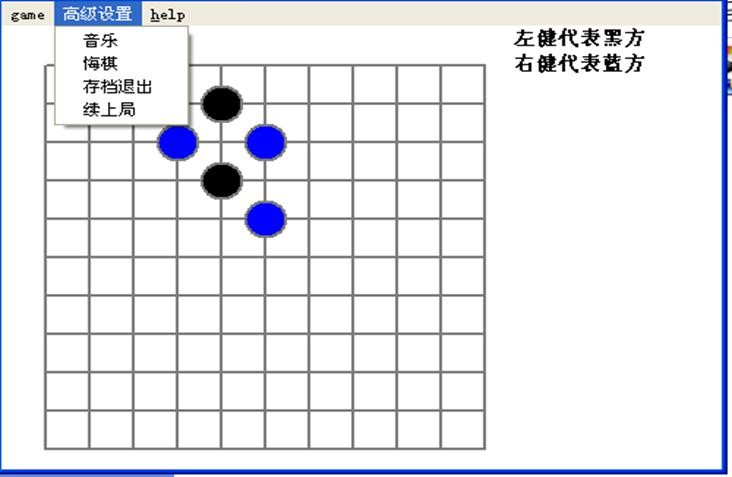 game 高级设置 help
音乐
悔棋
存档退出
续上局
左健代表黑方
右健代表蓝方